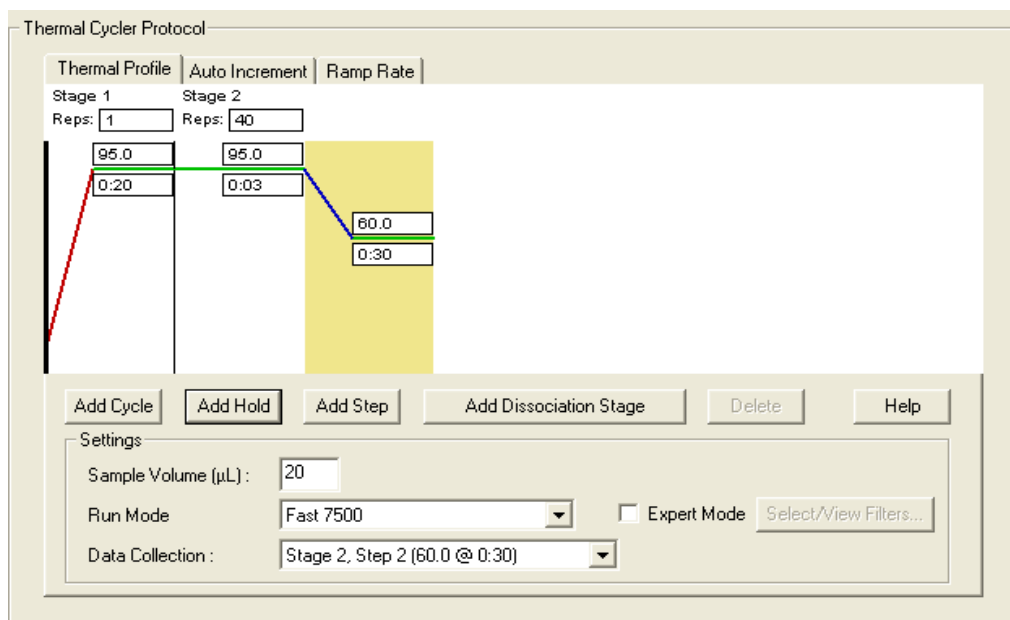 Thermal Cycler Protocol
Thermal Profile Auto Increment Ramp Rate
Stage 1 Stage 2
Reps: 1 Reps: 40
95.0 95.0
0:20 0:03
60.0
0:30
Add Cycle Add Hold Add Step Add Dissociation Stage Delete Help
Settings
Sample Volume (µL) : 20
Run Mode Fast 7500 Expert Mode Select/View Filters...
Data Collection : Stage 2, Step 2 (60.0 @ 0:30)